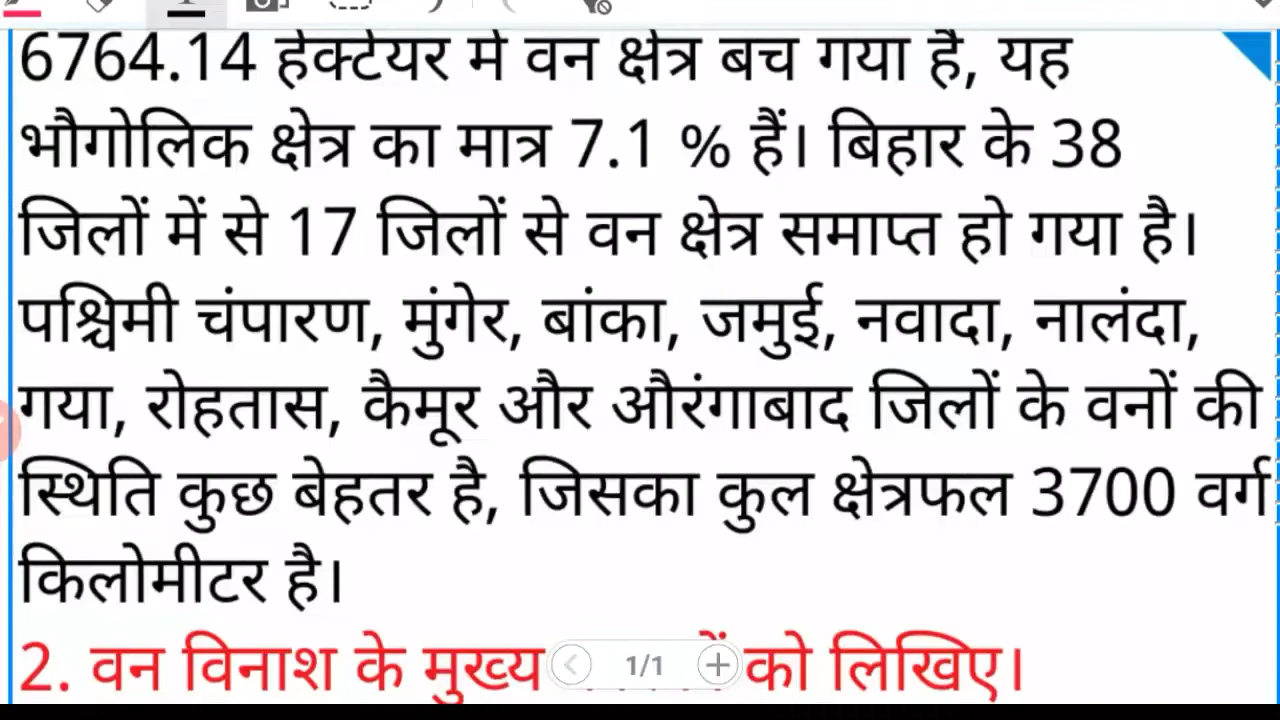 6764.14 हेक्टेयर में वन क्षेत्र बच गया है, यह
भौगोलिक क्षेत्र का मात्र 7.1 % हैं। बिहार के 38
जिलों में से 17 जिलों से वन क्षेत्र समाप्त हो गया है।
पश्चिमी चंपारण, मुंगेर, बांका, जमुई, नवादा, नालंदा,
गया, रोहतास, कैमूर और औरंगाबाद जिलों के वनों की
स्थिति कुछ बेहतर है, जिसका कुल क्षेत्रफल 3700 वर्ग
किलोमीटर है।
2. वन विनाश के मुख्य को लिखिए।
1/1